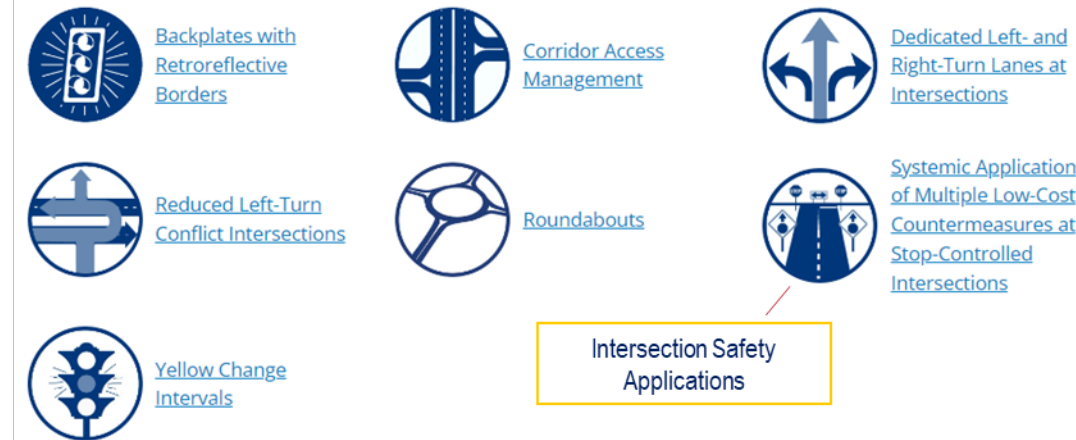 Backplates with
Retroreflective
Borders
Corridor Access
Management
Dedicated Left- and
Right-Turn Lanes at
Intersections
Reduced Left-Turn
Conflict Intersections
Roundabouts
Systemic Application
of Multiple Low-Cost
Countermeasures at
Stop-Controlled
Intersections
STOP
STOP
Intersection Safety
Applications
Yellow Change
Intervals